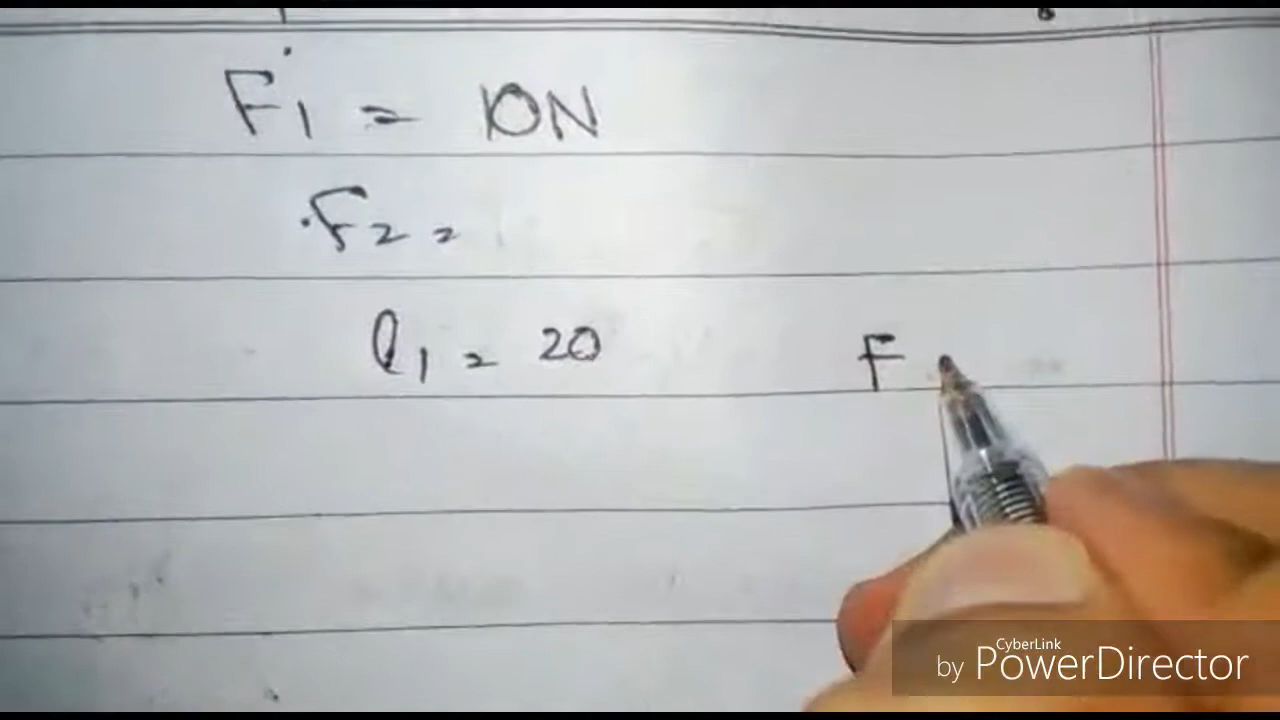 F1 = 10N
F2 =
l1 = 20
F
CyberLink
by PowerDirector